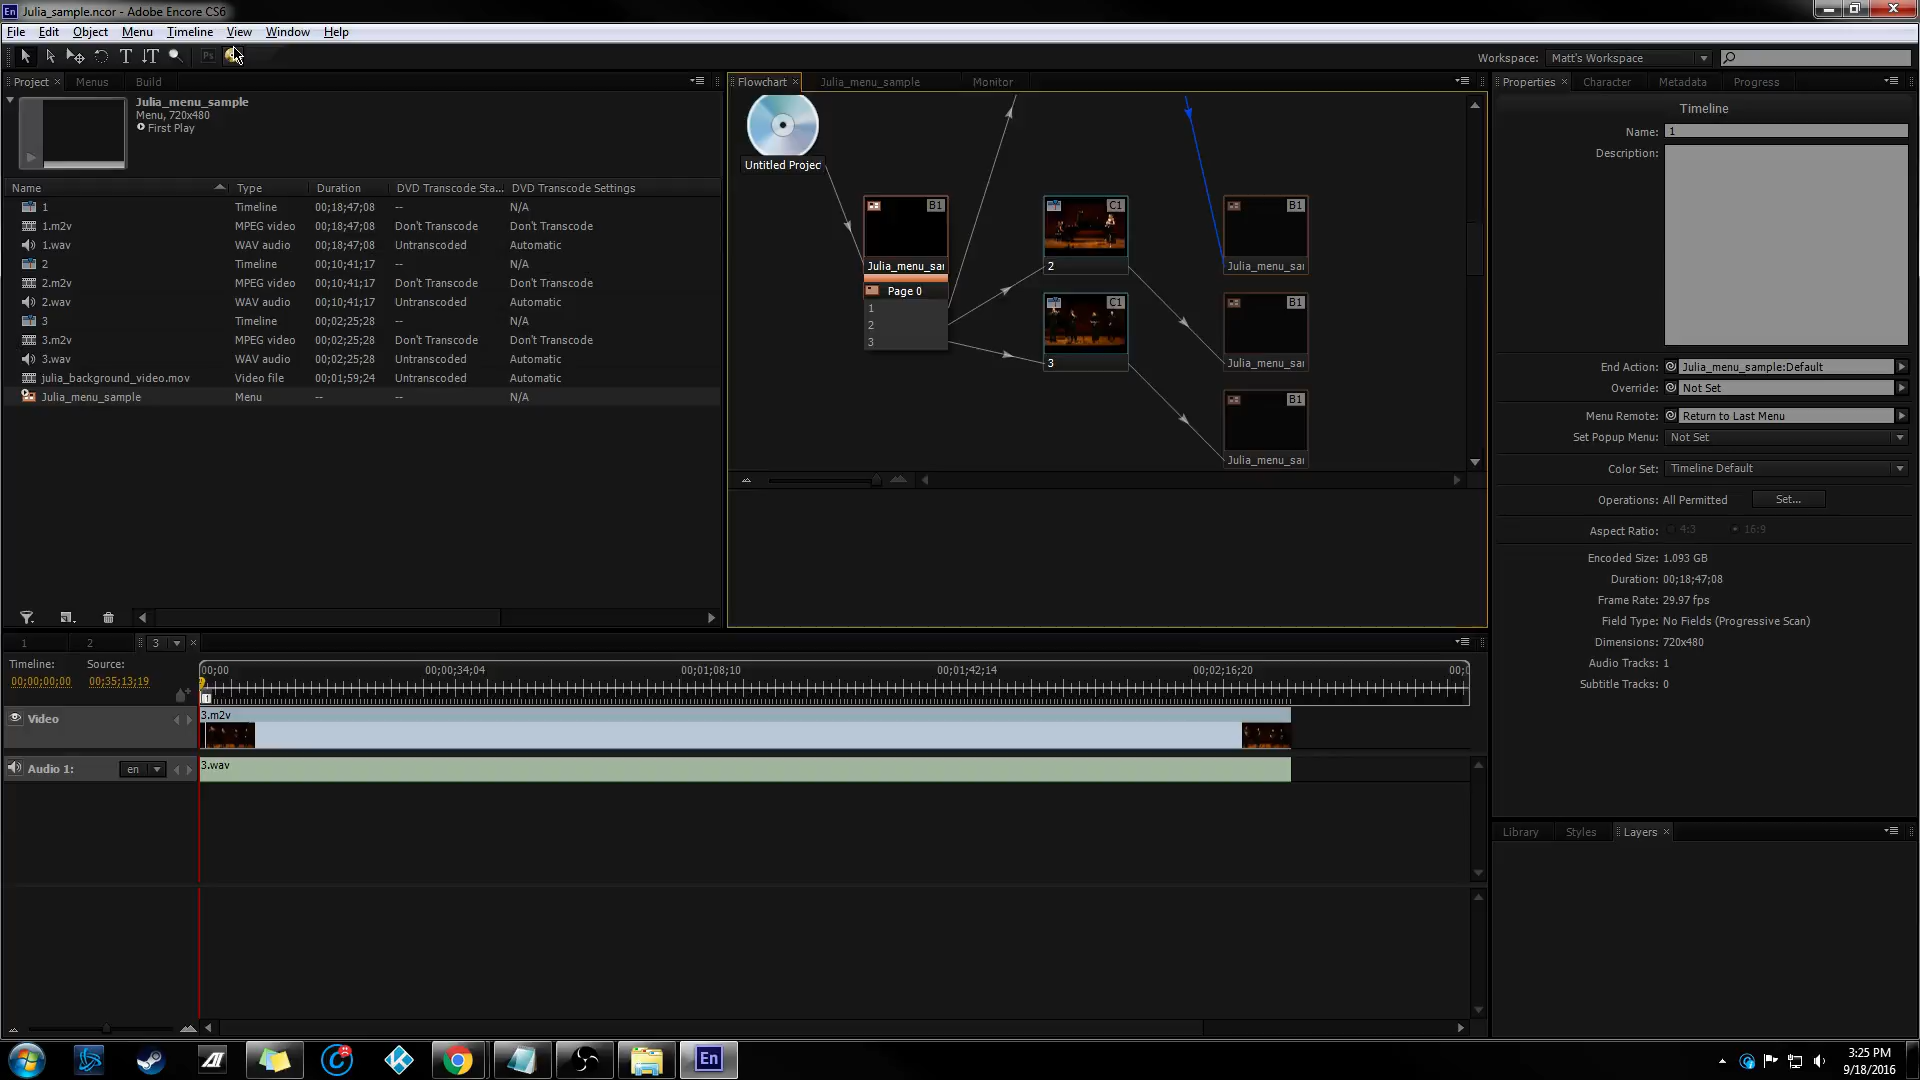 Julia_sample.ncor - Adobe Encore CS6
File Edit Object Menu Timeline View Window Help
Workspace: Matt's Workspace
Project Menus Build
Julia_menu_sample
Menu, 720x480
First Play
Name Type Duration DVD Transcode Sta... DVD Transcode Settings
1 Timeline 00;18;47;08 -- N/A
1.m2v MPEG video 00;18;47;08 Don't Transcode Don't Transcode
1.wav WAV audio 00;18;47;08 Untranscoded Automatic
2 Timeline 00;10;41;17 -- N/A
2.m2v MPEG video 00;10;41;17 Don't Transcode Don't Transcode
2.wav WAV audio 00;10;41;17 Untranscoded Automatic
3 Timeline 00;02;25;28 -- N/A
3.m2v MPEG video 00;02;25;28 Don't Transcode Don't Transcode
3.wav WAV audio 00;02;25;28 Untranscoded Automatic
julia_background_video.mov Video file 00;01;59;24 Untranscoded Automatic
Julia_menu_sample Menu -- -- N/A
Flowchart Julia_menu_sample Monitor
Untitled Projec
B1
Julia_menu_sai
Page 0
1
2
3
C1
2
C1
3
B1
Julia_menu_sai
B1
Julia_menu_sai
B1
Julia_menu_sai
Properties Character Metadata Progress
Timeline
Name: 1
Description:
End Action: Julia_menu_sample:Default
Override: Not Set
Menu Remote: Return to Last Menu
Set Popup Menu: Not Set
Color Set: Timeline Default
Operations: All Permitted Set...
Aspect Ratio: 4:3 16:9
Encoded Size: 1.093 GB
Duration: 00;18;47;08
Frame Rate: 29.97 fps
Field Type: No Fields (Progressive Scan)
Dimensions: 720x480
Audio Tracks: 1
Subtitle Tracks: 0
Library Styles Layers
1 2 3
Timeline: Source:
00;00;00;00 00;35;13;19
00;00 00;00;34;04 00;01;08;10 00;01;42;14 00;02;16;20 00;
1
Video
3.m2v
Audio 1: en
3.wav
En
3:25 PM
9/18/2016